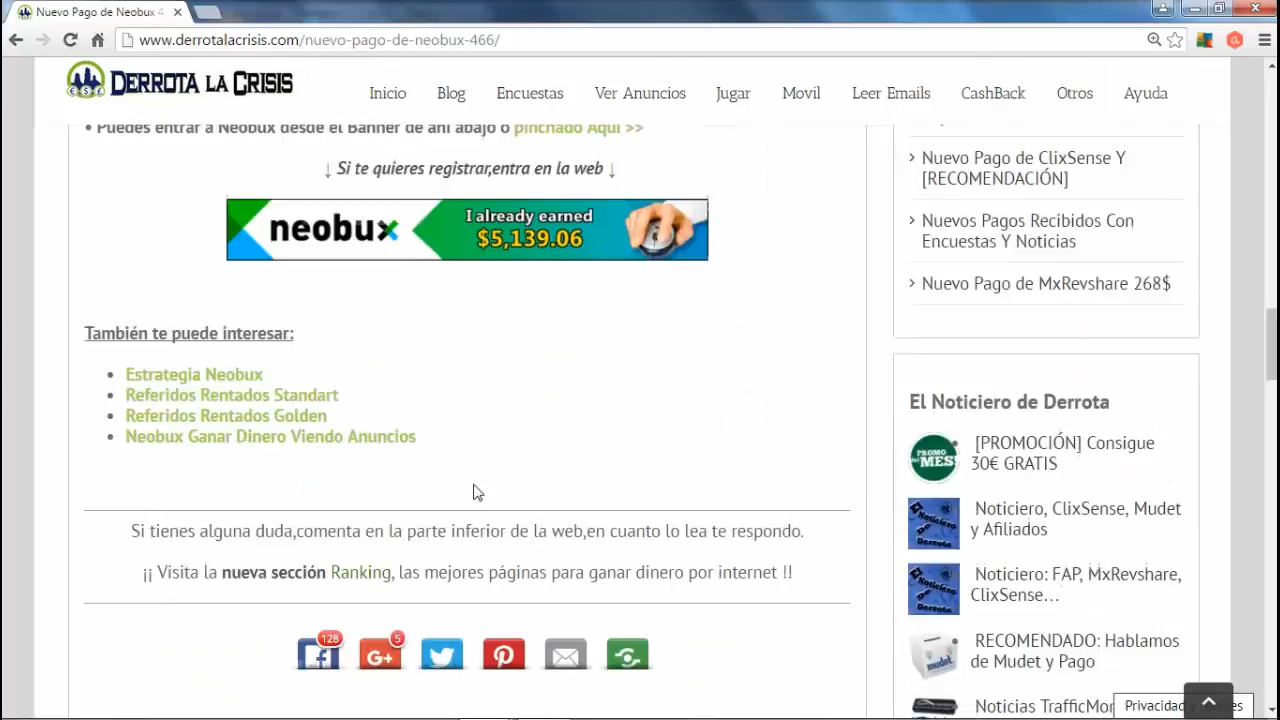 Nuevo Pago de Neobux 4
www.derrotalacrisis.com/nuevo-pago-de-neobux-466/
DERROTA LA CRISIS
Inicio Blog Encuestas Ver Anuncios Jugar Movil Leer Emails CashBack Otros Ayuda
• Puedes entrar a Neobux desde el Banner de ahí abajo o pinchado Aquí >>
↓ Si te quieres registrar,entra en la web ↓
neobux I already earned
$5,139.06
También te puede interesar:
• Estrategia Neobux
• Referidos Rentados Standart
• Referidos Rentados Golden
• Neobux Ganar Dinero Viendo Anuncios
Si tienes alguna duda,comenta en la parte inferior de la web,en cuanto lo lea te respondo.
¡¡ Visita la nueva sección Ranking, las mejores páginas para ganar dinero por internet !!
128
5
Nuevo Pago de ClixSense Y
[RECOMENDACIÓN]
Nuevos Pagos Recibidos Con
Encuestas Y Noticias
Nuevo Pago de MxRevshare 268$
El Noticiero de Derrota
PROMO
del MES!
[PROMOCIÓN] Consigue
30€ GRATIS
Noticiero, ClixSense, Mudet
y Afiliados
Noticiero: FAP, MxRevshare,
ClixSense...
RECOMENDADO: Hablamos
de Mudet y Pago
Noticias TrafficMon
Privacidad y cookies